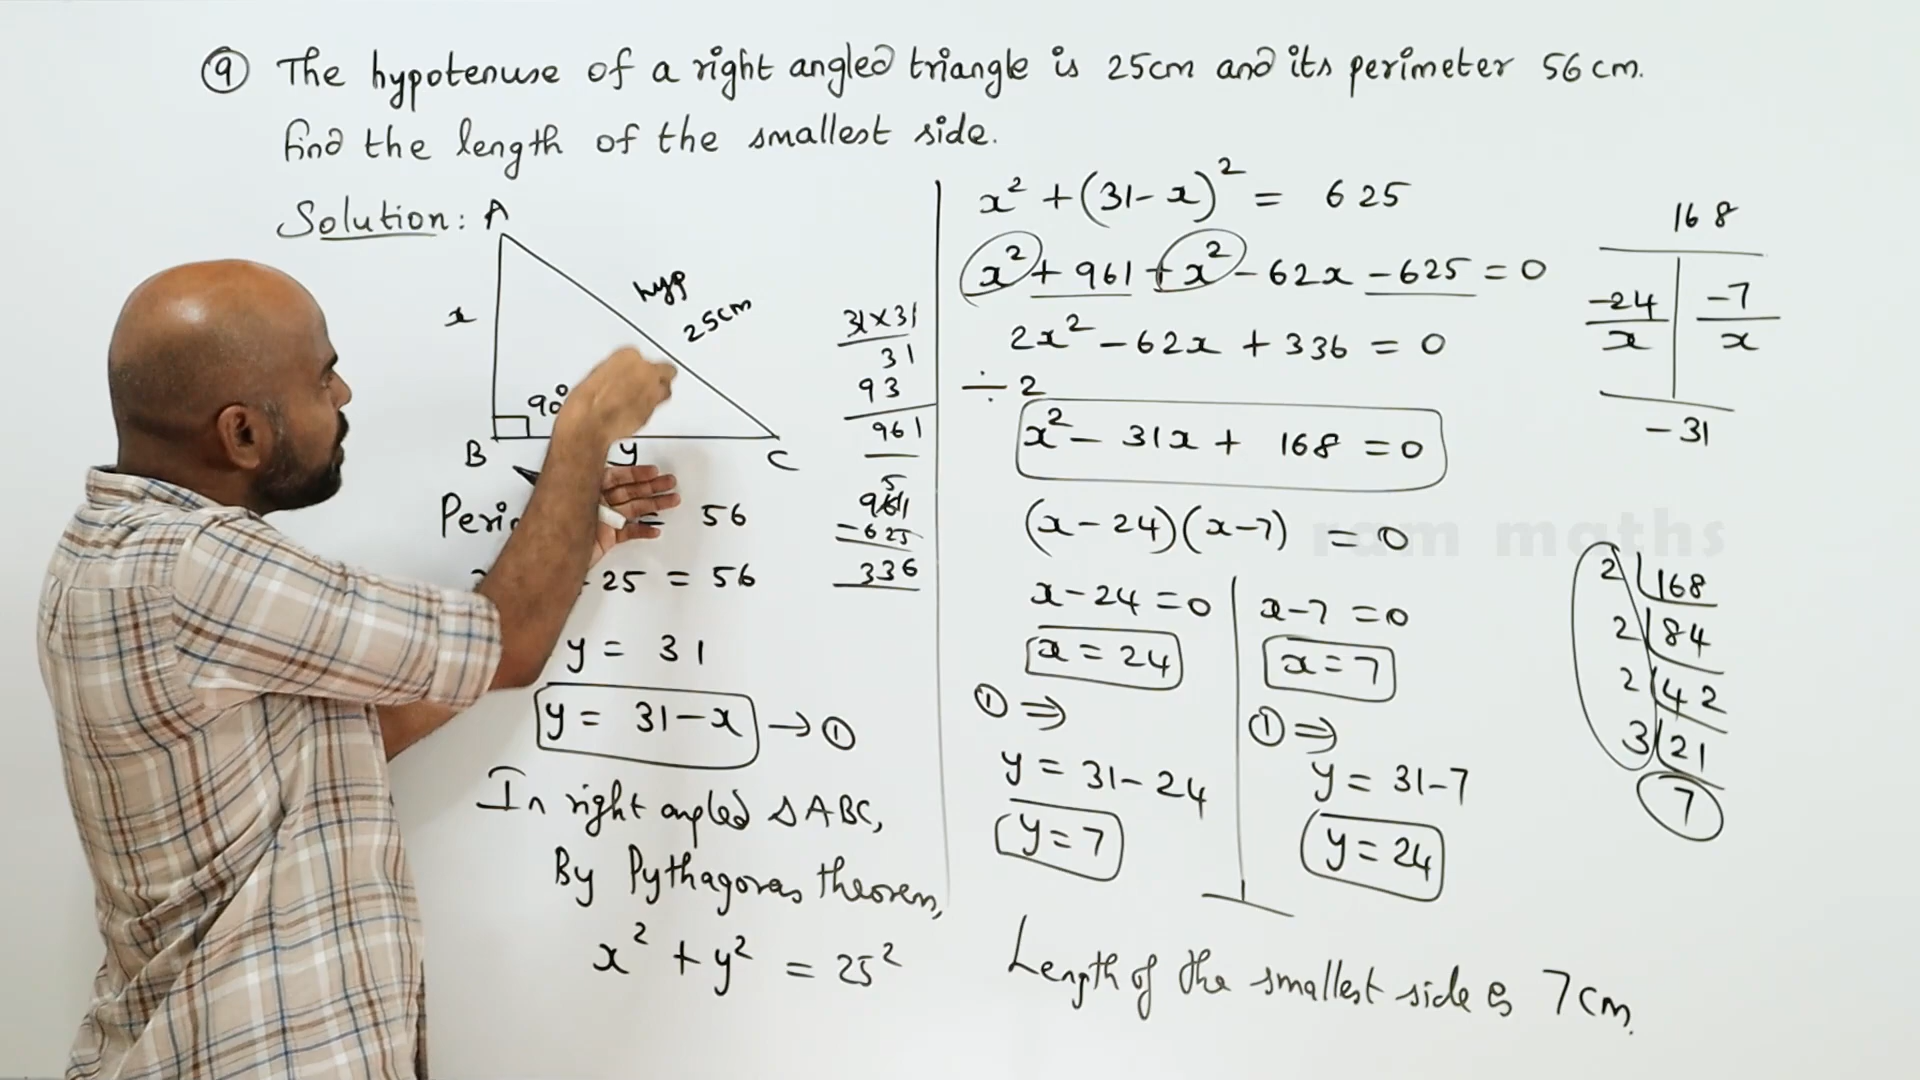 9 The hypotenuse of a right angled triangle is 25cm and its perimeter 56 cm.
find the length of the smallest side.
Solution:
A
x
hyp
25cm
90°
B
y
C
= 56
25 = 56
y = 31
y = 31-x → 1
In right angled △ABC,
By Pythagoras theorem,
x² + y² = 25²
31×31
31
93
961
5
961
-625
336
x² + (31-x)² = 625
x² + 961 + x² - 62x - 625 = 0
2x² - 62x + 336 = 0
÷ 2
x² - 31x + 168 = 0
(x-24)(x-7) = 0
x-24 = 0
x = 24
1 ⇒
y = 31-24
y = 7
x-7 = 0
x = 7
1 ⇒
y = 31-7
y = 24
Length of the smallest side is 7cm.
168
-24 -7
x x
-31
ram maths
2 168
2 84
2 42
3 21
7